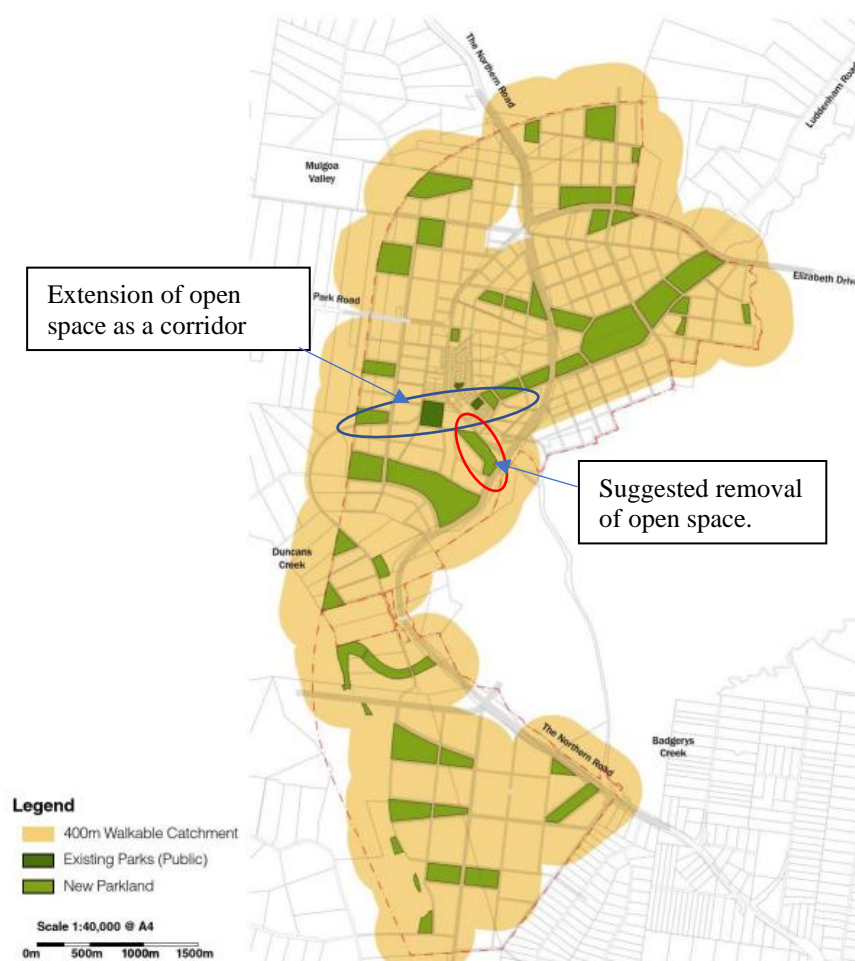 The Northern Road
Luddenham Road
Mulgoa
Valley
Elizabeth Drive
Extension of open
space as a corridor
Park Road
Suggested removal
of open space.
Duncans
Creek
The Northern Road
Badgerys
Creek
Legend
400m Walkable Catchment
Existing Parks (Public)
New Parkland
Scale 1:40,000 @ A4
0m 500m 1000m 1500m